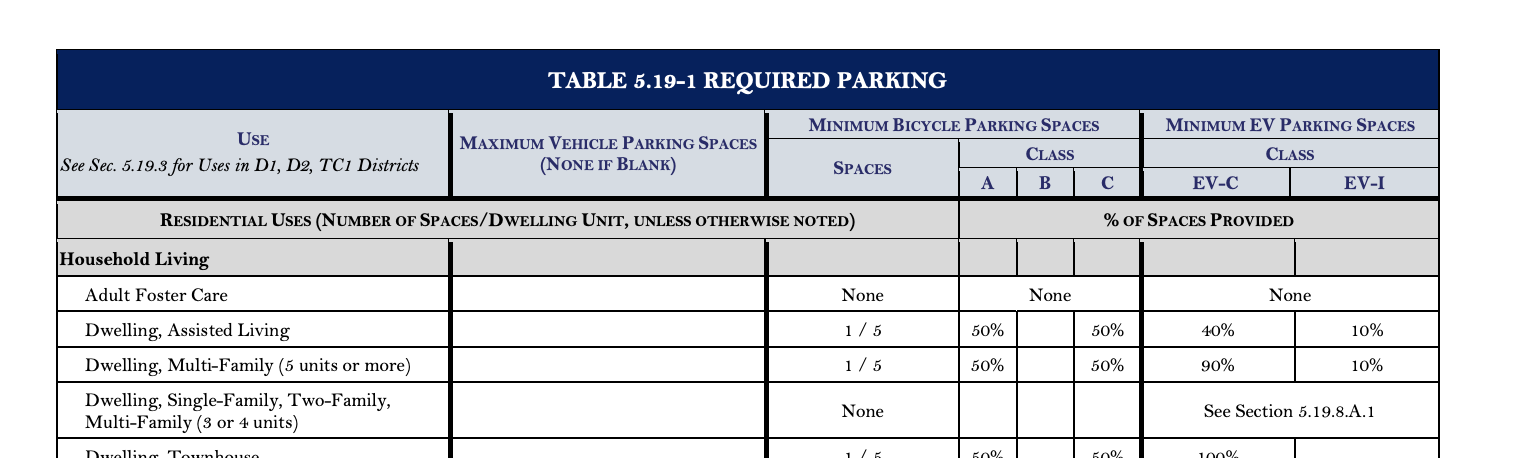 TABLE 5.19-1 REQUIRED PARKING
USE
See Sec. 5.19.3 for Uses in D1, D2, TC1 Districts
MAXIMUM VEHICLE PARKING SPACES
(NONE IF BLANK)
MINIMUM BICYCLE PARKING SPACES
MINIMUM EV PARKING SPACES
SPACES
CLASS
CLASS
A B C EV-C EV-I
RESIDENTIAL USES (NUMBER OF SPACES/DWELLING UNIT, UNLESS OTHERWISE NOTED) % OF SPACES PROVIDED
Household Living
Adult Foster Care None None None
Dwelling, Assisted Living 1 / 5 50% 50% 40% 10%
Dwelling, Multi-Family (5 units or more) 1 / 5 50% 50% 90% 10%
Dwelling, Single-Family, Two-Family,
Multi-Family (3 or 4 units) None See Section 5.19.8.A.1
Dwelling, Townhouse 1 / 5 50% 50% 100%